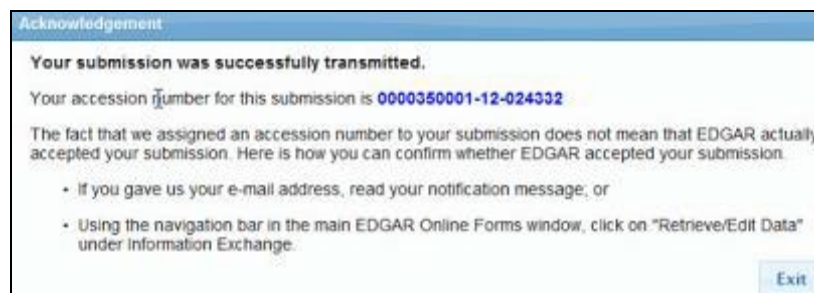 Acknowledgement
Your submission was successfully transmitted.
Your accession number for this submission is 0000350001-12-024332
The fact that we assigned an accession number to your submission does not mean that EDGAR actually
accepted your submission. Here is how you can confirm whether EDGAR accepted your submission.
• If you gave us your e-mail address, read your notification message; or
• Using the navigation bar in the main EDGAR Online Forms window, click on "Retrieve/Edit Data"
under Information Exchange.
Exit